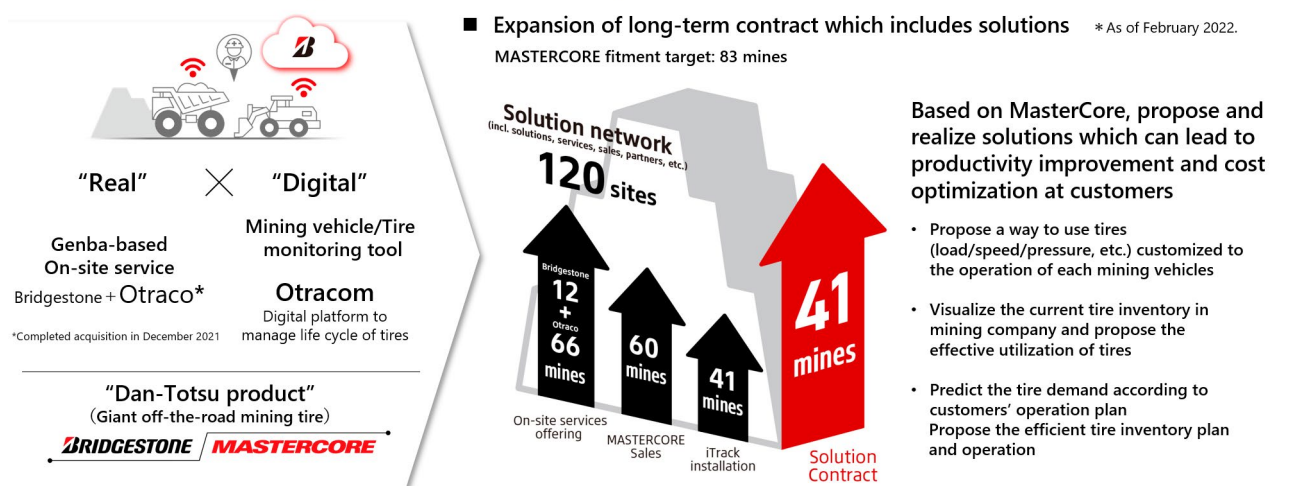 "Real"
"Digital"
Genba-based
On-site service
Bridgestone + Otraco*
*Completed acquisition in December 2021
Mining vehicle/Tire
monitoring tool
Otracom
Digital platform to
manage life cycle of tires
"Dan-Totsu product"
(Giant off-the-road mining tire)
BRIDGESTONE / MASTERCORE
■ Expansion of long-term contract which includes solutions
*As of February 2022.
MASTERCORE fitment target: 83 mines
Solution network
(incl. solutions, services, sales, partners, etc.)
120 sites
Bridgestone
12
+
Otraco
66
mines
On-site services
offering
60
mines
MASTERCORE
Sales
41
mines
iTrack
installation
41
mines
Solution
Contract
Based on MasterCore, propose and
realize solutions which can lead to
productivity improvement and cost
optimization at customers
• Propose a way to use tires
(load/speed/pressure, etc.) customized to
the operation of each mining vehicles
• Visualize the current tire inventory in
mining company and propose the
effective utilization of tires
• Predict the tire demand according to
customers' operation plan
Propose the efficient tire inventory plan
and operation